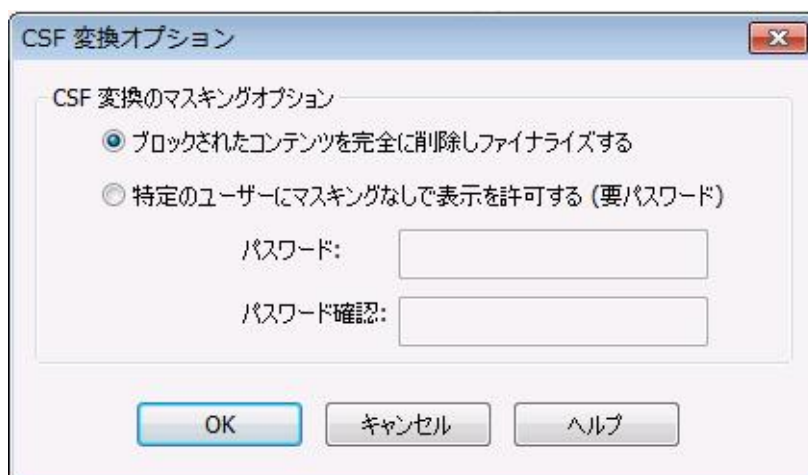 CSF 変換オプション
CSF 変換のマスキングオプション
ブロックされたコンテンツを完全に削除しファイナライズする
特定のユーザーにマスキングなしで表示を許可する (要パスワード)
パスワード:
パスワード確認:
OK キャンセル ヘルプ